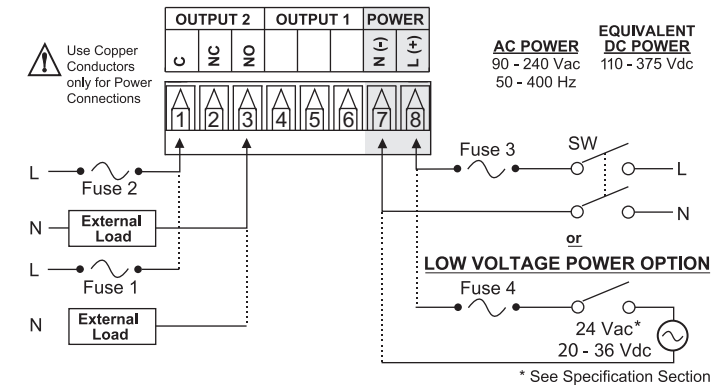 OUTPUT 2 OUTPUT 1 POWER
C NC NO N (-) L (+)
1 2 3 4 5 6 7 8
Use Copper
Conductors
only for Power
Connections
AC POWER
90 - 240 Vac
50 - 400 Hz
EQUIVALENT
DC POWER
110 - 375 Vdc
L
Fuse 2
N
External
Load
L
Fuse 1
N
External
Load
Fuse 3
SW
L
N
or
LOW VOLTAGE POWER OPTION
Fuse 4
24 Vac*
20 - 36 Vdc
* See Specification Section